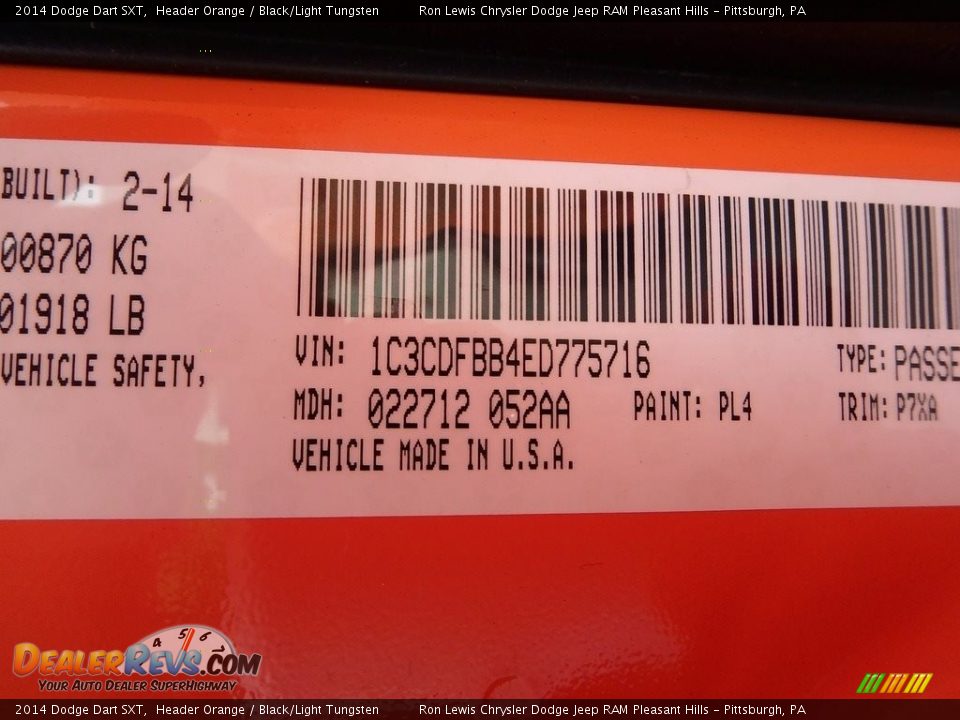 2014 Dodge Dart SXT, Header Orange / Black/Light Tungsten Ron Lewis Chrysler Dodge Jeep RAM Pleasant Hills - Pittsburgh, PA
BUILT): 2-14
00870 KG
01918 LB
VEHICLE SAFETY,
VIN: 1C3CDFBB4ED775716 TYPE: PASSE
MDH: 022712 052AA PAINT: PL4 TRIM: P7XA
VEHICLE MADE IN U.S.A.
4 5 6
DEALERREVS.COM
YOUR AUTO DEALER SUPERHIGHWAY
2014 Dodge Dart SXT, Header Orange / Black/Light Tungsten Ron Lewis Chrysler Dodge Jeep RAM Pleasant Hills - Pittsburgh, PA